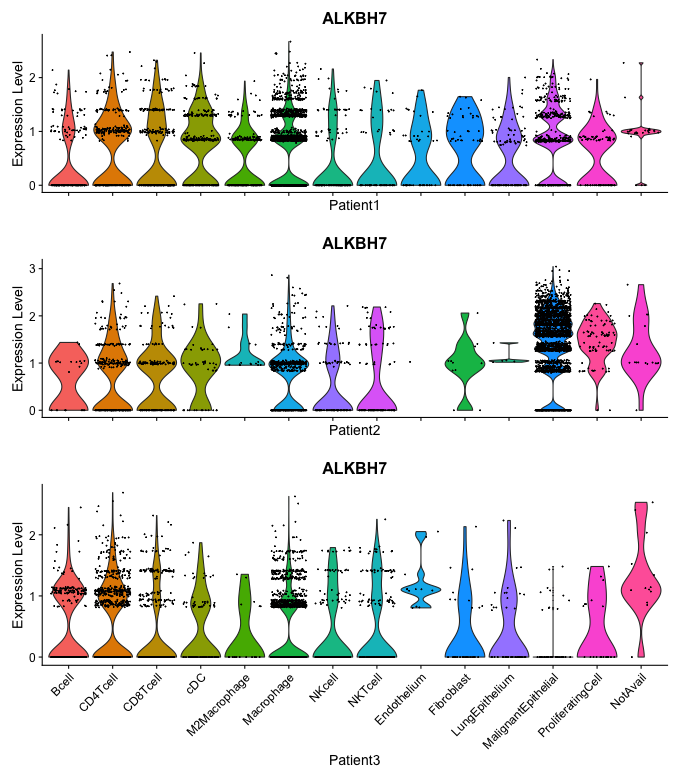 ALKBH7
Expression Level
2
1
0
Patient1
ALKBH7
Expression Level
3
2
1
0
Patient2
ALKBH7
Expression Level
2
1
0
Bcell
CD4Tcell
CD8Tcell
cDC
M2Macrophage
Macrophage
NKcell
NKTcell
Endothelium
Fibroblast
LungEpithelium
MalignantEpithelial
ProliferatingCell
NotAvail
Patient3